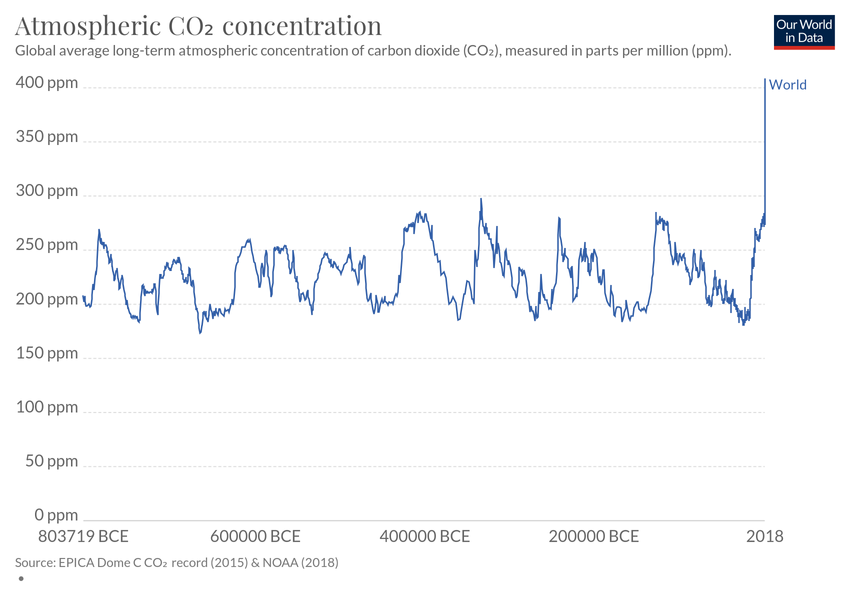 Atmospheric CO₂ concentration
Our World
in Data
Global average long-term atmospheric concentration of carbon dioxide (CO₂), measured in parts per million (ppm).
400 ppm
World
350 ppm
300 ppm
250 ppm
200 ppm
150 ppm
100 ppm
50 ppm
0 ppm
803719 BCE 600000 BCE 400000 BCE 200000 BCE 2018
Source: EPICA Dome C CO₂ record (2015) & NOAA (2018)
•